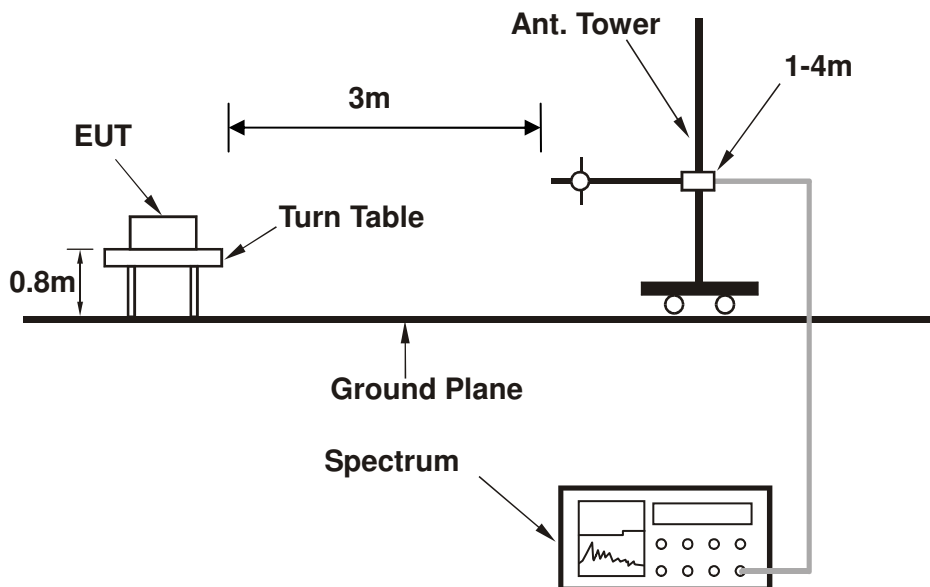 Ant. Tower
1-4m
3m
EUT
Turn Table
0.8m
Ground Plane
Spectrum